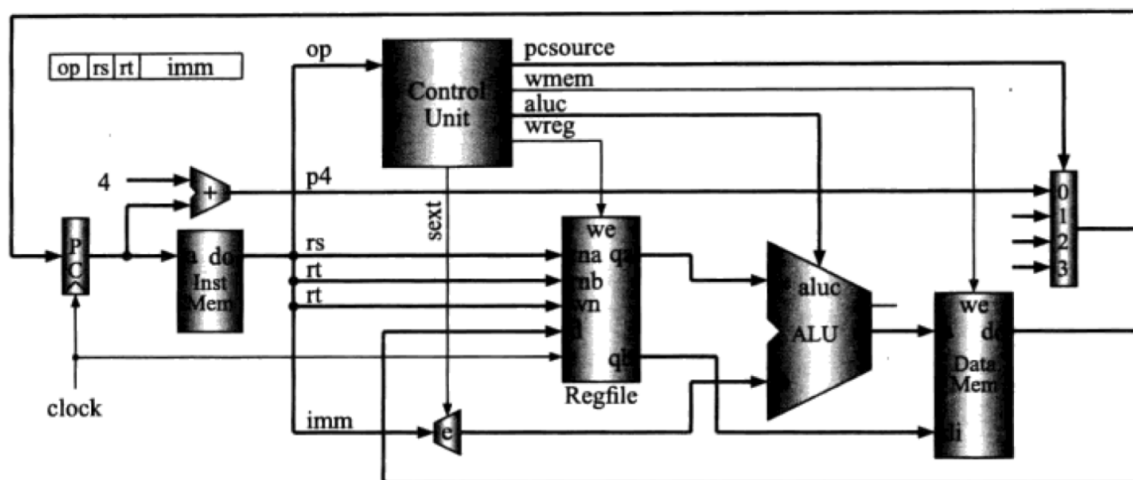 op rs rt imm
op
Control
Unit
pcsource
wmem
aluc
wreg
4
+
p4
sext
0
1
2
3
P
C
a do
Inst
Mem
rs
rt
rt
imm
e
we
na
nb
wn
qb
Regfile
aluc
ALU
we
Data
Mem
di
clock